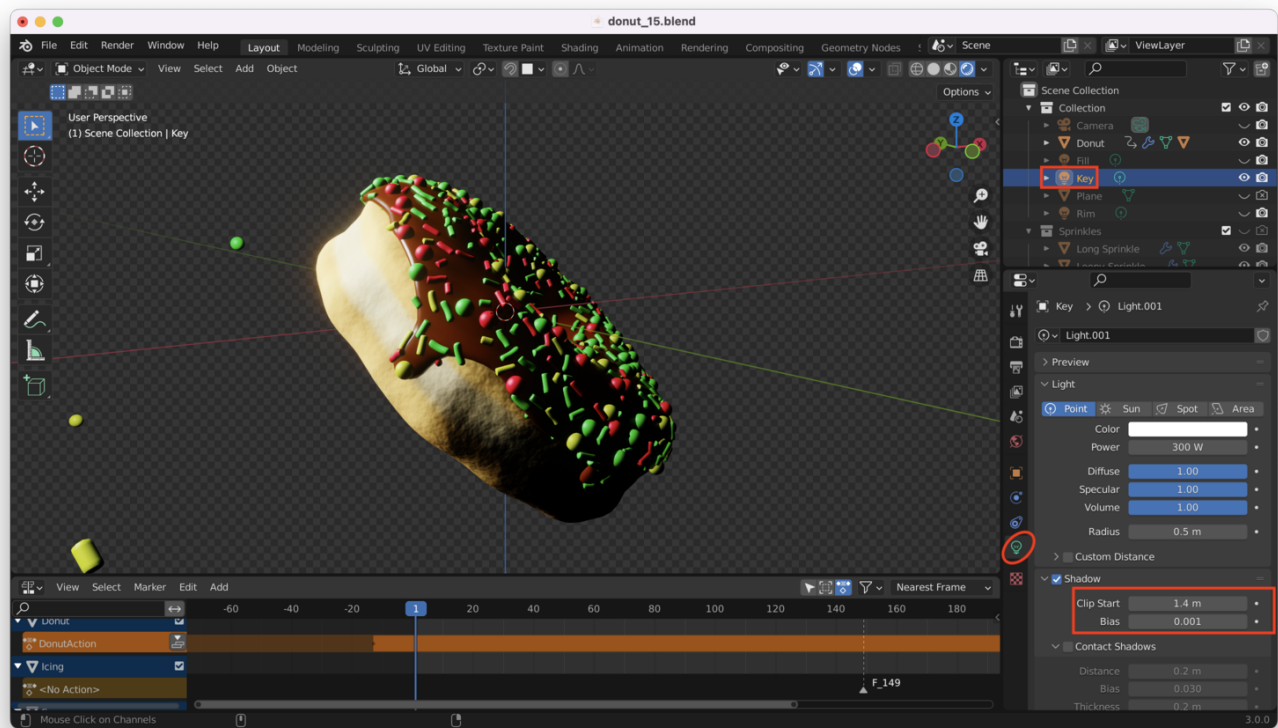 donut_15.blend
File Edit Render Window Help Layout Modeling Sculpting UV Editing Texture Paint Shading Animation Rendering Compositing Geometry Nodes Scene ViewLayer
Object Mode View Select Add Object Global
Options
User Perspective
(1) Scene Collection | Key
Z
Y
X
Scene Collection
Collection
Camera
Donut
Fill
Key
Plane
Rim
Sprinkles
Long Sprinkle
Loopy Sprinkle
Key > Light.001
Light.001
Preview
Light
Point Sun Spot Area
Color
Power 300 W
Diffuse 1.00
Specular 1.00
Volume 1.00
Radius 0.5 m
Custom Distance
Shadow
Clip Start 1.4 m
Bias 0.001
Contact Shadows
Distance 0.2 m
Bias 0.030
Thickness 0.2 m
View Select Marker Edit Add Nearest Frame
-60 -40 -20 1 20 40 60 80 100 120 140 160 180
Donut
DonutAction
Icing
<No Action>
F_149
Mouse Click on Channels
3.0.0